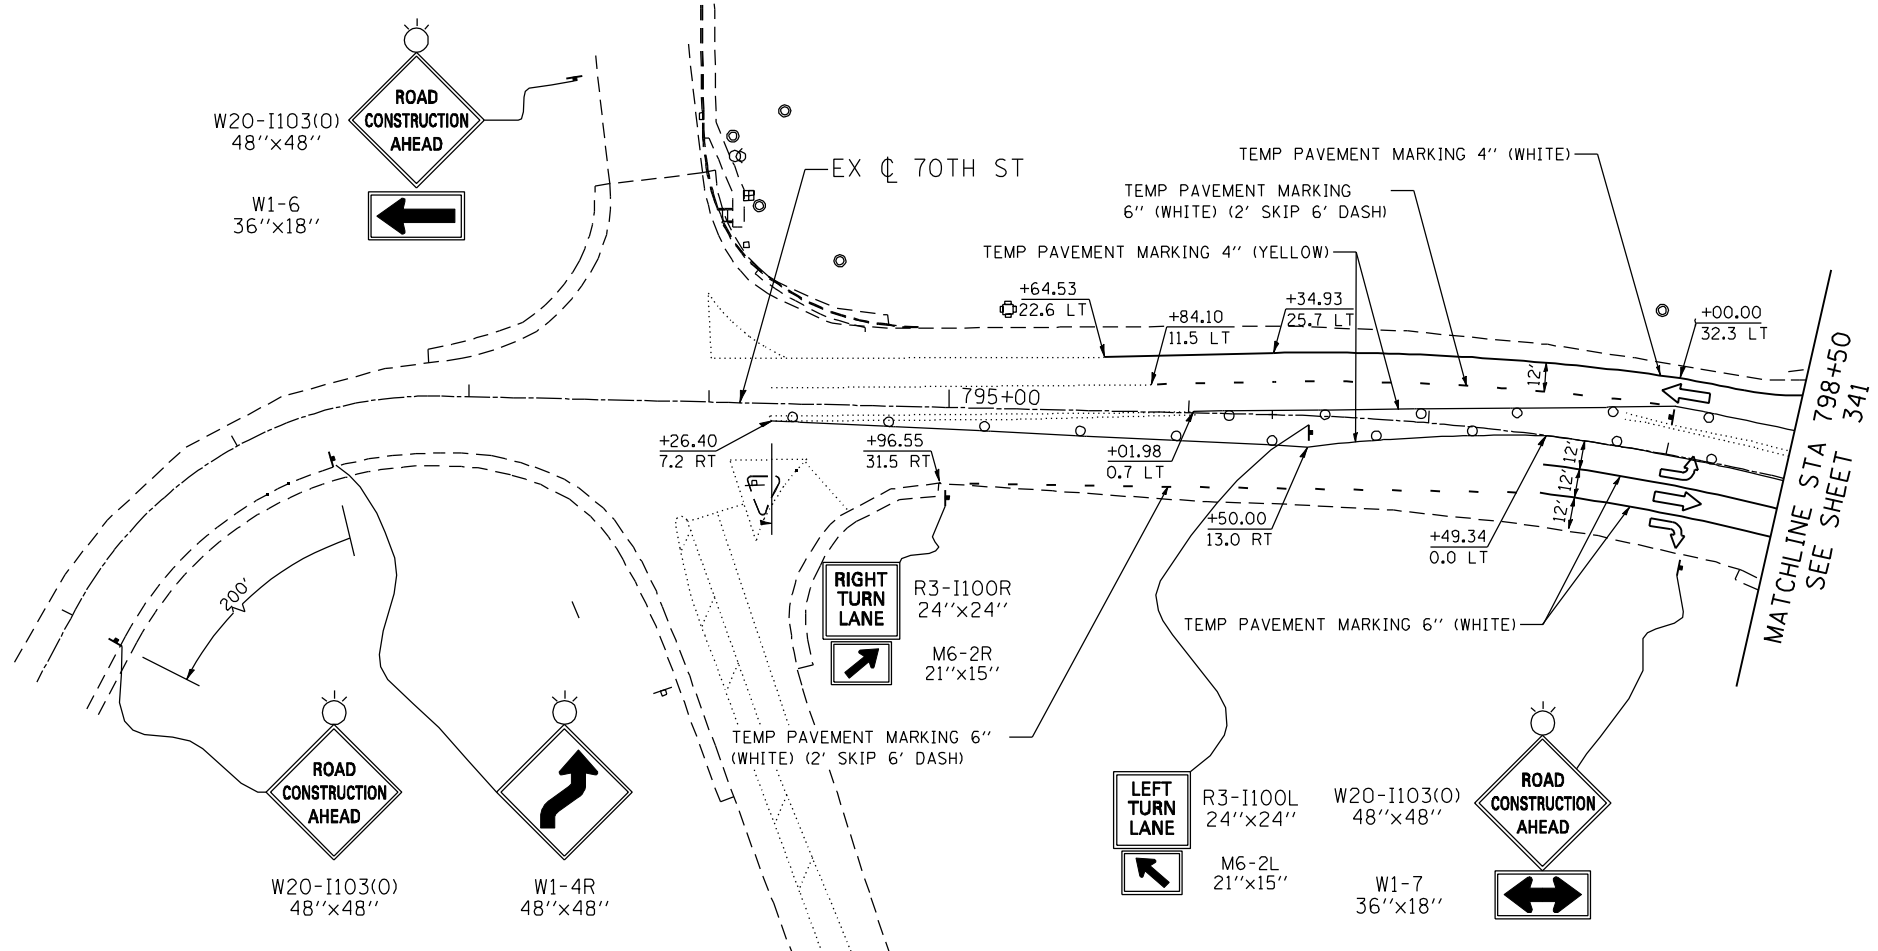 ROAD
CONSTRUCTION
AHEAD
W20-I103(O)
48''x48''
W1-6
36''x18''
EX ℄ 70TH ST
TEMP PAVEMENT MARKING 4'' (WHITE)
TEMP PAVEMENT MARKING
6'' (WHITE) (2' SKIP 6' DASH)
TEMP PAVEMENT MARKING 4'' (YELLOW)
+64.53
22.6 LT
+84.10
11.5 LT
+34.93
25.7 LT
+00.00
32.3 LT
12'
795+00
+26.40
7.2 RT
+96.55
31.5 RT
+01.98
0.7 LT
+50.00
13.0 RT
+49.34
0.0 LT
12'
12'
12'
MATCHLINE STA 798+50
SEE SHEET 341
200'
RIGHT
TURN
LANE
R3-I100R
24''x24''
M6-2R
21''x15''
TEMP PAVEMENT MARKING 6'' (WHITE)
TEMP PAVEMENT MARKING 6''
(WHITE) (2' SKIP 6' DASH)
ROAD
CONSTRUCTION
AHEAD
W20-I103(O)
48''x48''
W1-4R
48''x48''
LEFT
TURN
LANE
R3-I100L
24''x24''
M6-2L
21''x15''
W20-I103(O)
48''x48''
ROAD
CONSTRUCTION
AHEAD
W1-7
36''x18''